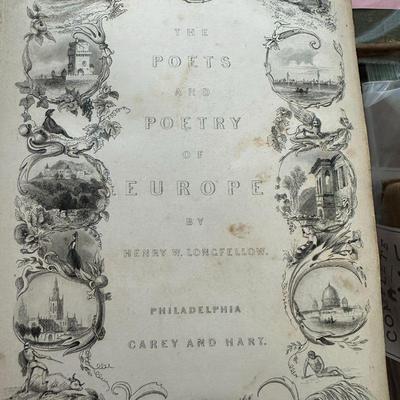 THE
POETS
AND
POETRY
OF
EUROPE
BY
HENRY W. LONGFELLOW.
PHILADELPHIA
CAREY AND HART.